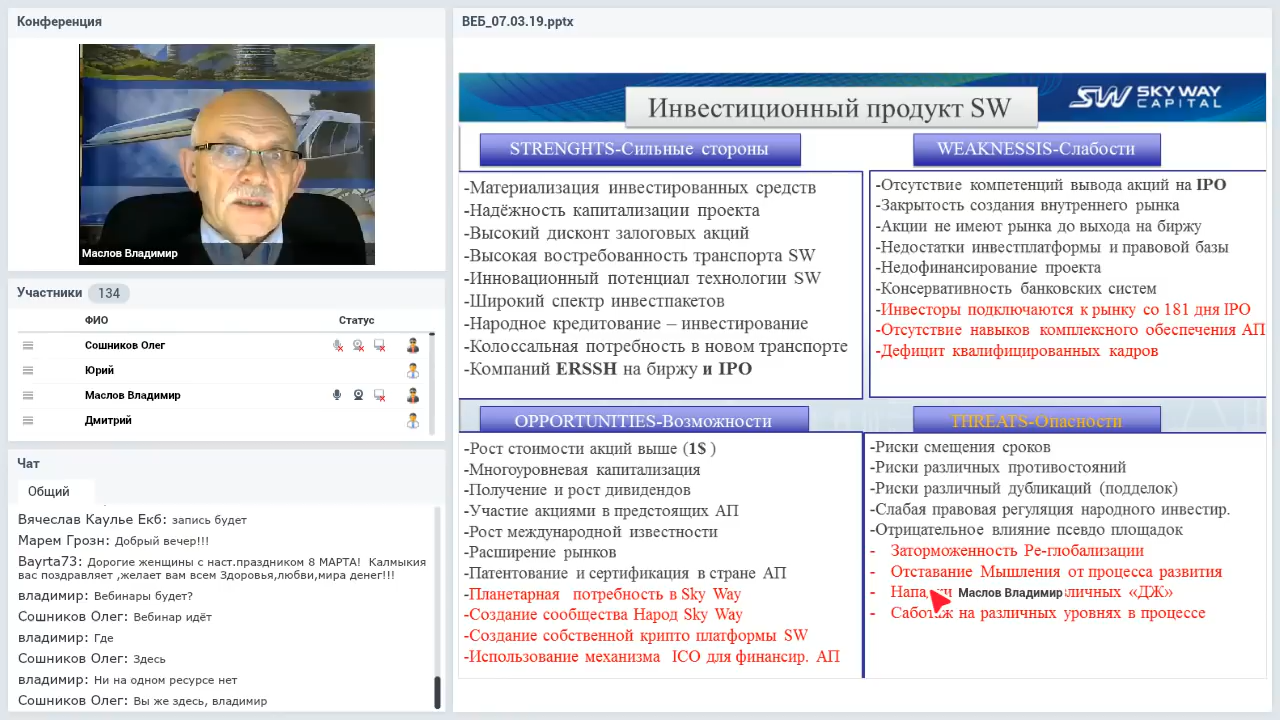 Конференция
Маслов Владимир
Участники 134
ФИО Статус
Сошников Олег
Юрий
Маслов Владимир
Дмитрий
Чат
Общий
Вячеслав Каулье Екб: запись будет
Марем Грозн: Добрый вечер!!!
Bayrta73: Дорогие женщины с наст.праздником 8 МАРТА! Калмыкия
вас поздравляет ,желает вам всем Здоровья,любви,мира денег!!!
владимир: Вебинары будет?
Сошников Олег: Вебинар идёт
владимир: Где
Сошников Олег: Здесь
владимир: Ни на одном ресурсе нет
Сошников Олег: Вы же здесь, владимир
ВЕБ_07.03.19.pptx
Инвестиционный продукт SW
SW SKY WAY
CAPITAL
STRENGHTS-Сильные стороны
-Материализация инвестированных средств
-Надёжность капитализации проекта
-Высокий дисконт залоговых акций
-Высокая востребованность транспорта SW
-Инновационный потенциал технологии SW
-Широкий спектр инвестпакетов
-Народное кредитование – инвестирование
-Колоссальная потребность в новом транспорте
-Компаний ERSSH на биржу и IPO
WEAKNESSIS-Слабости
-Отсутствие компетенций вывода акций на IPO
-Закрытость создания внутреннего рынка
-Акции не имеют рынка до выхода на биржу
-Недостатки инвестплатформы и правовой базы
-Недофинансирование проекта
-Консервативность банковских систем
-Инвесторы подключаются к рынку со 181 дня IPO
-Отсутствие навыков комплексного обеспечения АП
-Дефицит квалифицированных кадров
OPPORTUNITIES-Возможности
-Рост стоимости акций выше (1$ )
-Многоуровневая капитализация
-Получение и рост дивидендов
-Участие акциями в предстоящих АП
-Рост международной известности
-Расширение рынков
-Патентование и сертификация в стране АП
-Планетарная потребность в Sky Way
-Создание сообщества Народ Sky Way
-Создание собственной крипто платформы SW
-Использование механизма ICO для финансир. АП
THREATS-Опасности
-Риски смещения сроков
-Риски различных противостояний
-Риски различный дубликаций (подделок)
-Слабая правовая регуляция народного инвестир.
-Отрицательное влияние псевдо площадок
- Заторможенность Ре-глобализации
- Отставание Мышления от процесса развития
- Маслов Владимир «ДЖ»
- Саботаж на различных уровнях в процессе